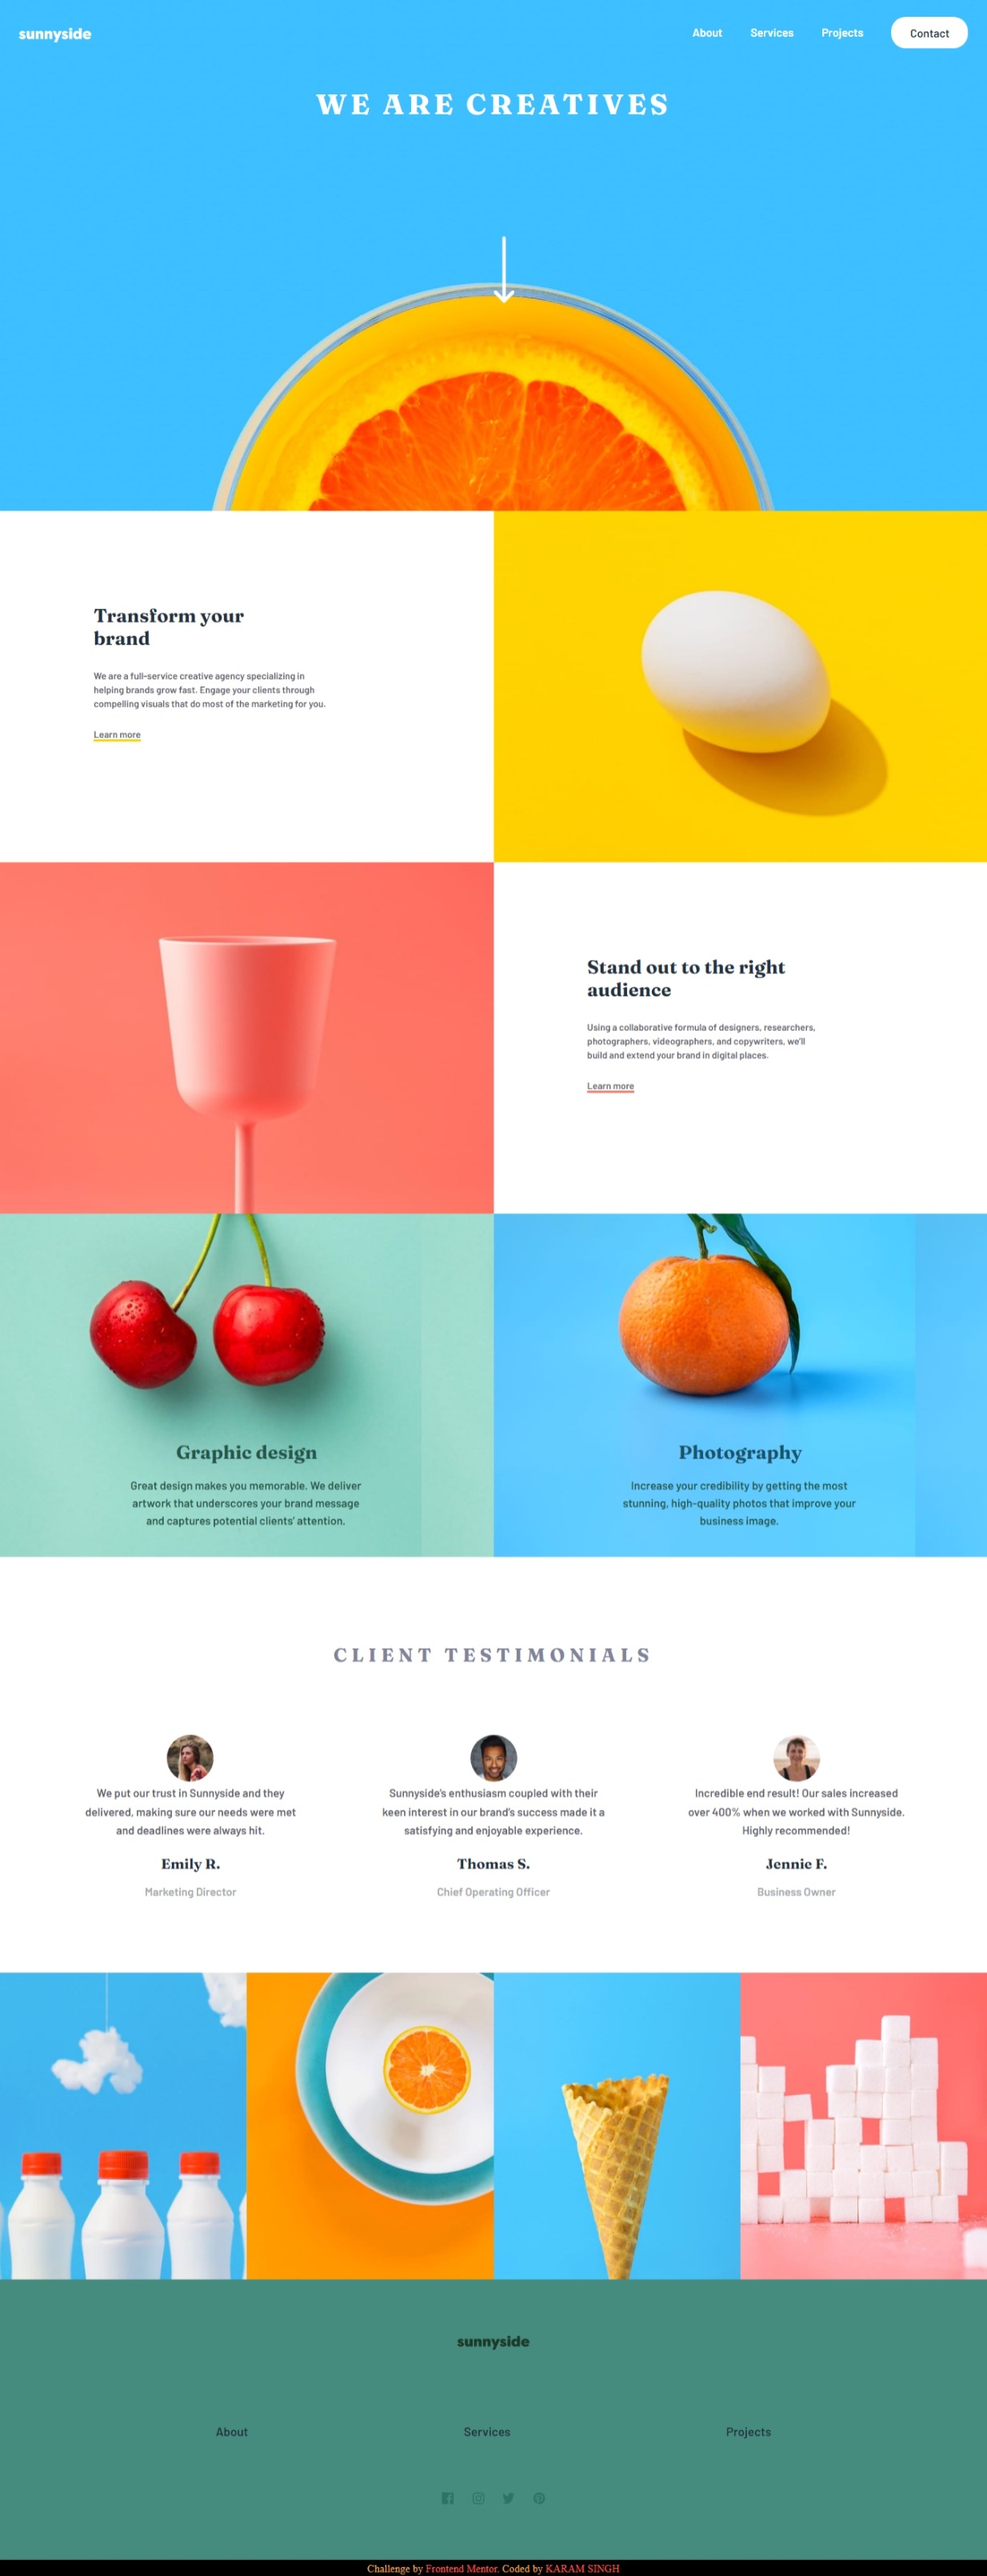 sunnyside
About Services Projects Contact
WE ARE CREATIVES
Transform your
brand
We are a full-service creative agency specializing in
helping brands grow fast. Engage your clients through
compelling visuals that do most of the marketing for you.
Learn more
Stand out to the right
audience
Using a collaborative formula of designers, researchers,
photographers, videographers, and copywriters, we'll
build and extend your brand in digital places.
Learn more
Graphic design
Great design makes you memorable. We deliver
artwork that underscores your brand message
and captures potential clients' attention.
Photography
Increase your credibility by getting the most
stunning, high-quality photos that improve your
business image.
CLIENT TESTIMONIALS
We put our trust in Sunnyside and they
delivered, making sure our needs were met
and deadlines were always hit.
Emily R.
Marketing Director
Sunnyside's enthusiasm coupled with their
keen interest in our brand's success made it a
satisfying and enjoyable experience.
Thomas S.
Chief Operating Officer
Incredible end result! Our sales increased
over 400% when we worked with Sunnyside.
Highly recommended!
Jennie F.
Business Owner
sunnyside
About Services Projects
Challenge by Frontend Mentor. Coded by KARAM SINGH